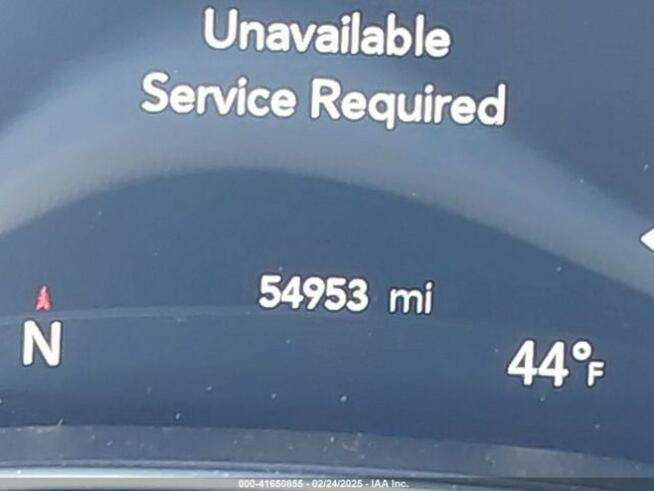 Unavailable
Service Required
54953 mi
N
44°F
000-41650855 - 02/24/2025 - IAA Inc.